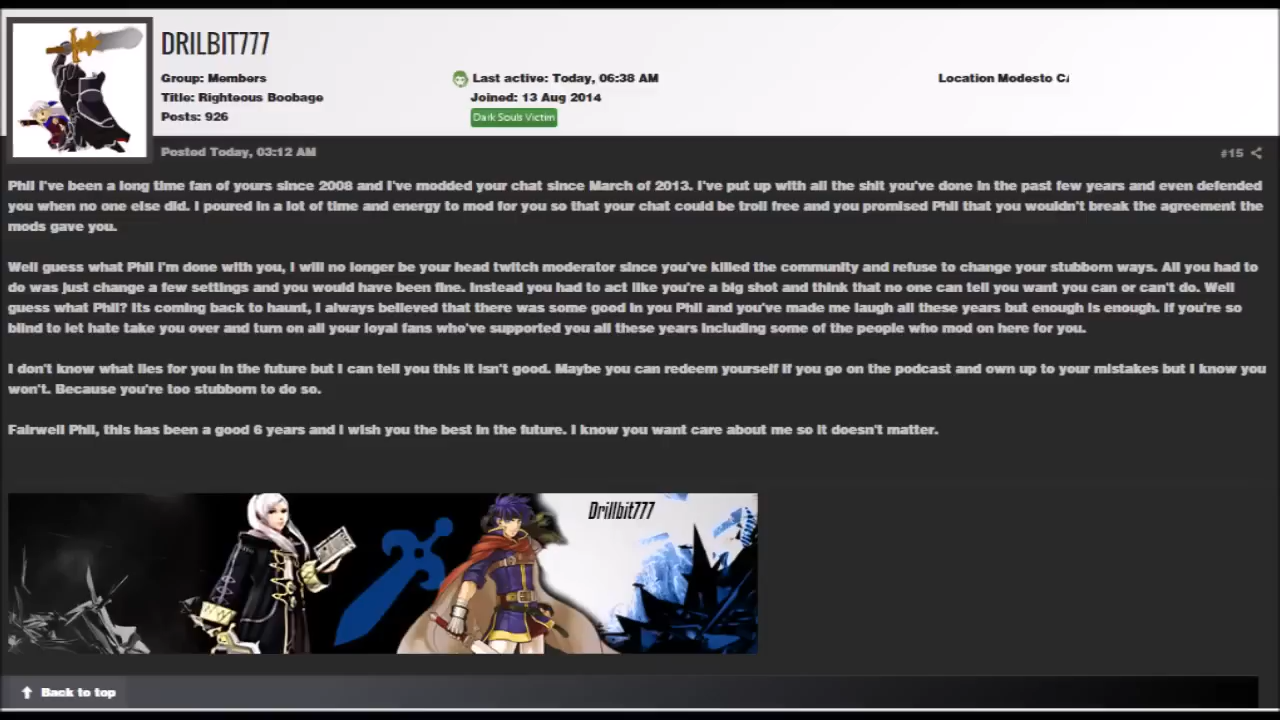 DRILBIT777
Group: Members
Title: Righteous Boobage
Posts: 926
Last active: Today, 06:38 AM
Joined: 13 Aug 2014
Dark Souls Victim
Location Modesto CA
Posted Today, 03:12 AM
#15
Phil I've been a long time fan of yours since 2008 and I've modded your chat since March of 2013. I've put up with all the shit you've done in the past few years and even defended
you when no one else did. I poured in a lot of time and energy to mod for you so that your chat could be troll free and you promised Phil that you wouldn't break the agreement the
mods gave you.
Well guess what Phil I'm done with you, I will no longer be your head twitch moderator since you've killed the community and refuse to change your stubborn ways. All you had to
do was just change a few settings and you would have been fine. Instead you had to act like you're a big shot and think that no one can tell you want you can or can't do. Well
guess what Phil? Its coming back to haunt, I always believed that there was some good in you Phil and you've made me laugh all these years but enough is enough. If you're so
blind to let hate take you over and turn on all your loyal fans who've supported you all these years including some of the people who mod on here for you.
I don't know what lies for you in the future but I can tell you this it isn't good. Maybe you can redeem yourself if you go on the podcast and own up to your mistakes but I know you
won't. Because you're too stubborn to do so.
Fairwell Phil, this has been a good 6 years and I wish you the best in the future. I know you want care about me so it doesn't matter.
Drillbit777
Back to top